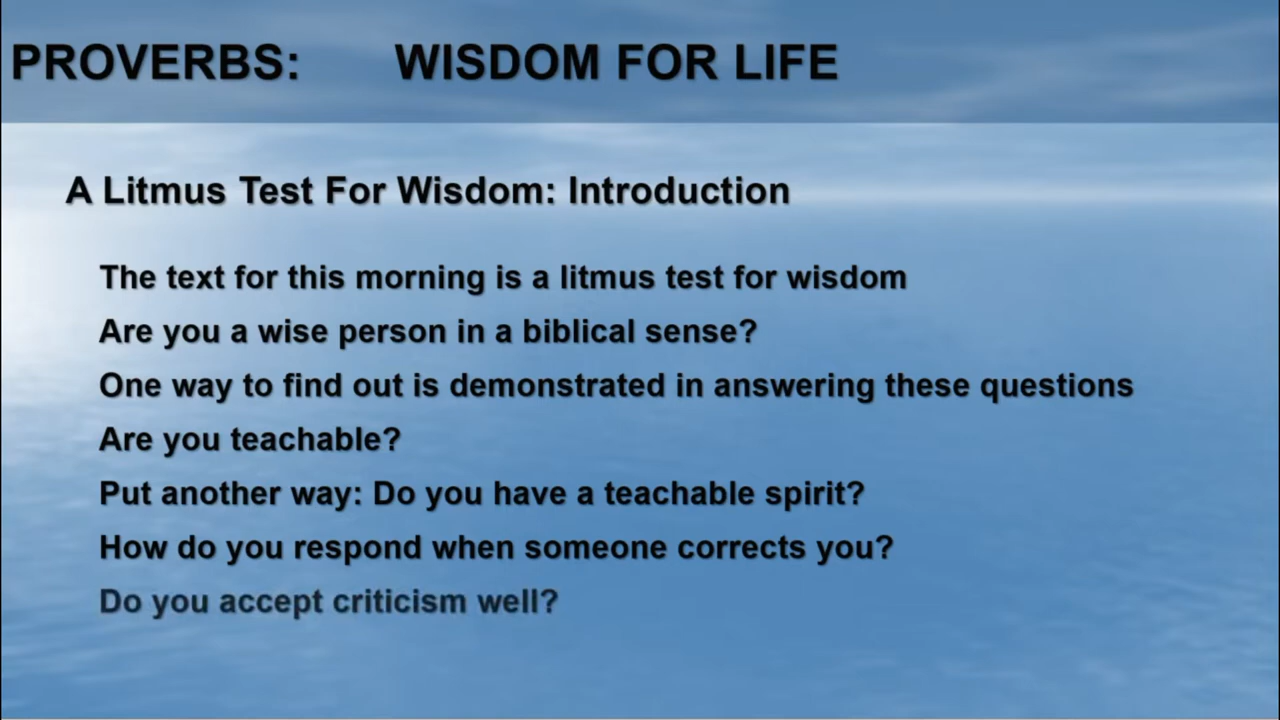 PROVERBS: WISDOM FOR LIFE
A Litmus Test For Wisdom: Introduction
The text for this morning is a litmus test for wisdom
Are you a wise person in a biblical sense?
One way to find out is demonstrated in answering these questions
Are you teachable?
Put another way: Do you have a teachable spirit?
How do you respond when someone corrects you?
Do you accept criticism well?